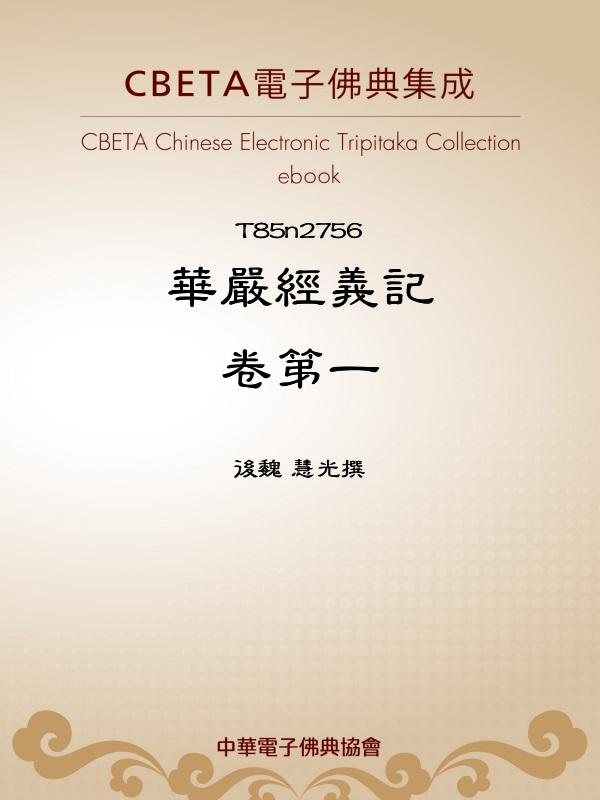 CBETA電子佛典集成
CBETA Chinese Electronic Tripitaka Collection
ebook
T85n2756
華嚴經義記
卷第一
後魏 慧光撰
中華電子佛典協會